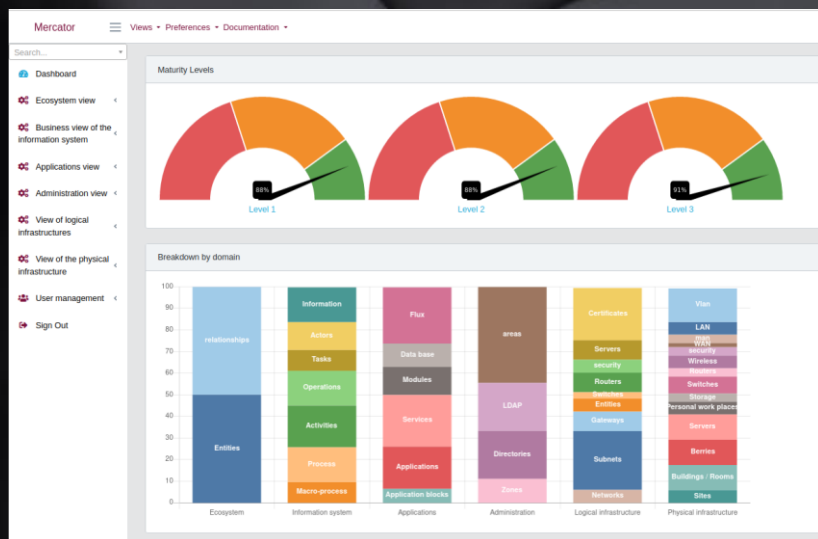 Mercator
Views Preferences Documentation
Search...
Dashboard
Ecosystem view
Business view of the
information system
Applications view
Administration view
View of logical
infrastructures
View of the physical
infrastructure
User management
Sign Out
Maturity Levels
88%
Level 1
88%
Level 2
91%
Level 3
Breakdown by domain
100
90
80
70
60
50
40
30
20
10
0
relationships
Entities
Ecosystem
Information
Actors
Tasks
Operations
Activities
Process
Macro-process
Information system
Flux
Data base
Modules
Services
Applications
Application blocks
Applications
areas
LDAP
Directories
Zones
Administration
Certificates
Servers
security
Routers
Switches
Entities
Gateways
Subnets
Networks
Logical infrastructure
Vlan
LAN
man
WAN
security
Wireless
Routers
Switches
Storage
Personal work places
Servers
Berries
Buildings / Rooms
Sites
Physical infrastructure